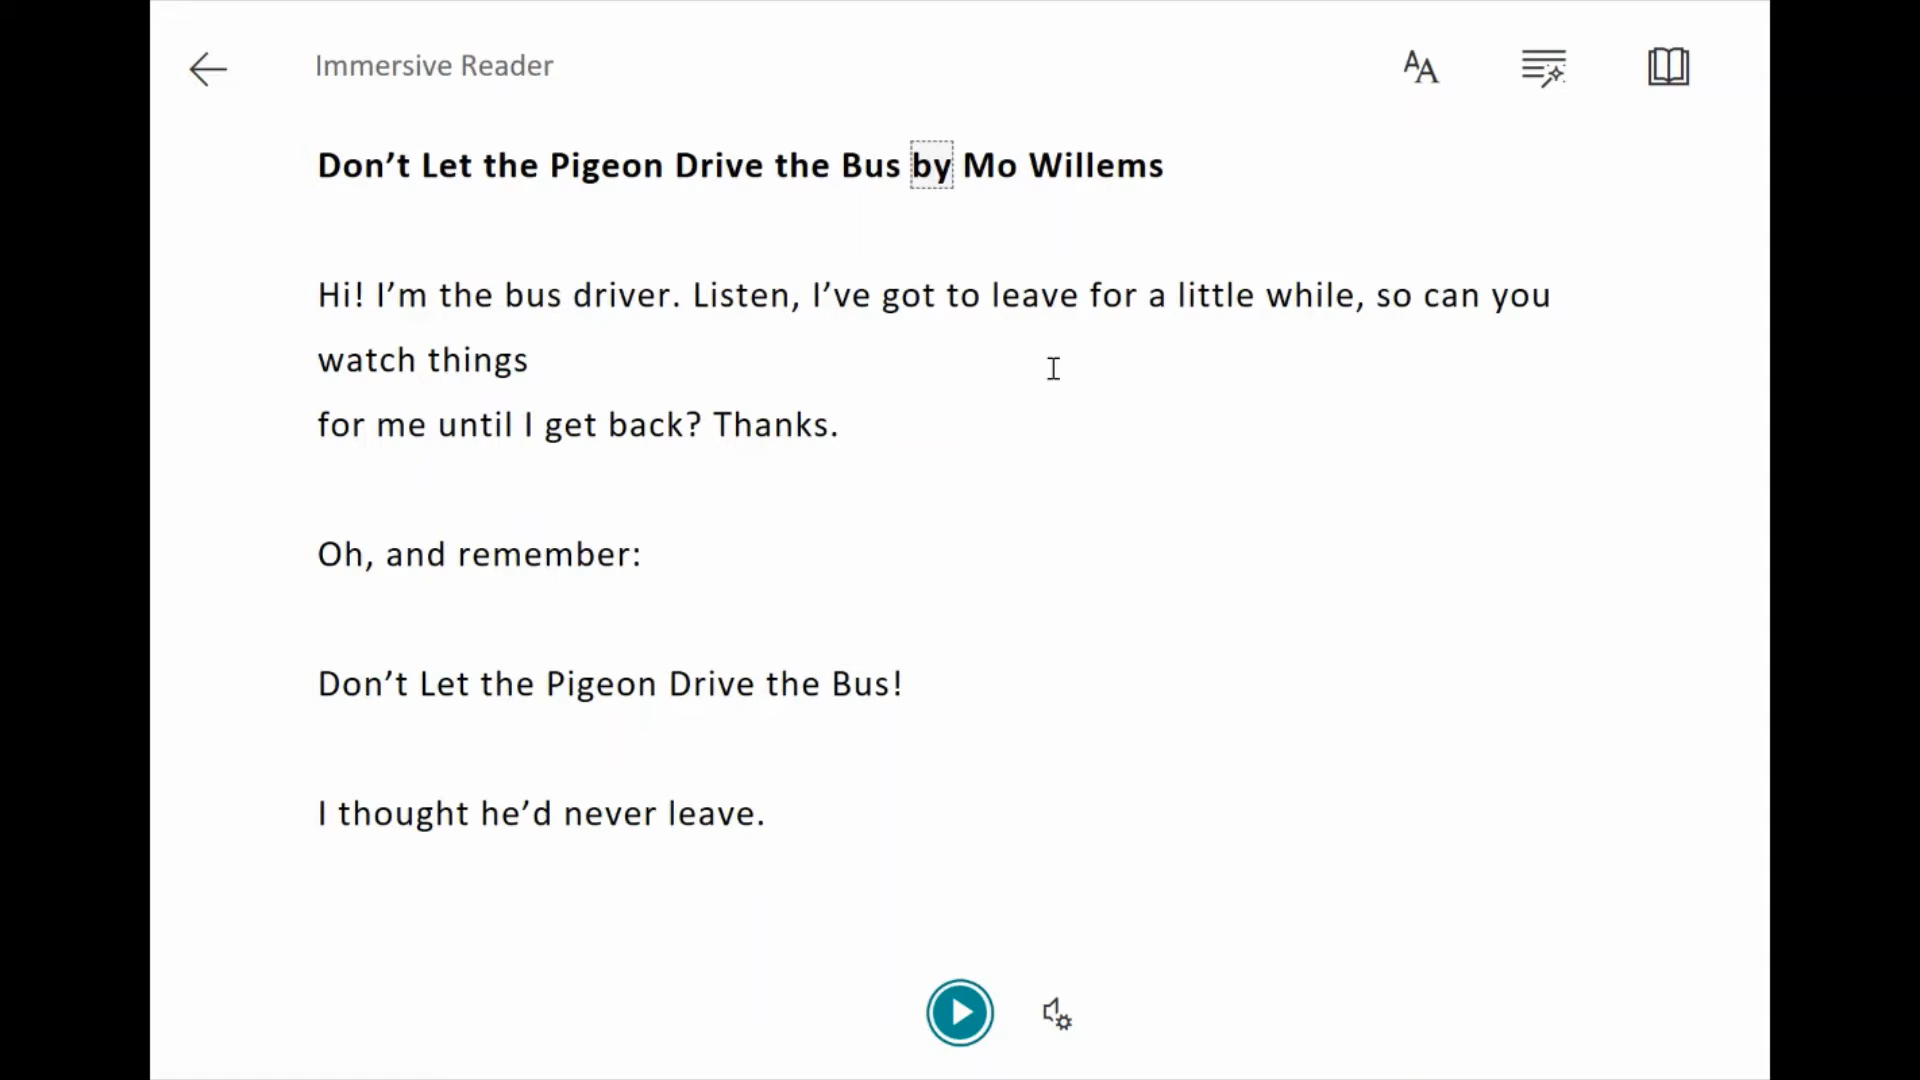 Immersive Reader
Don’t Let the Pigeon Drive the Bus by Mo Willems
Hi! I’m the bus driver. Listen, I’ve got to leave for a little while, so can you
watch things
for me until I get back? Thanks.
Oh, and remember:
Don’t Let the Pigeon Drive the Bus!
I thought he’d never leave.